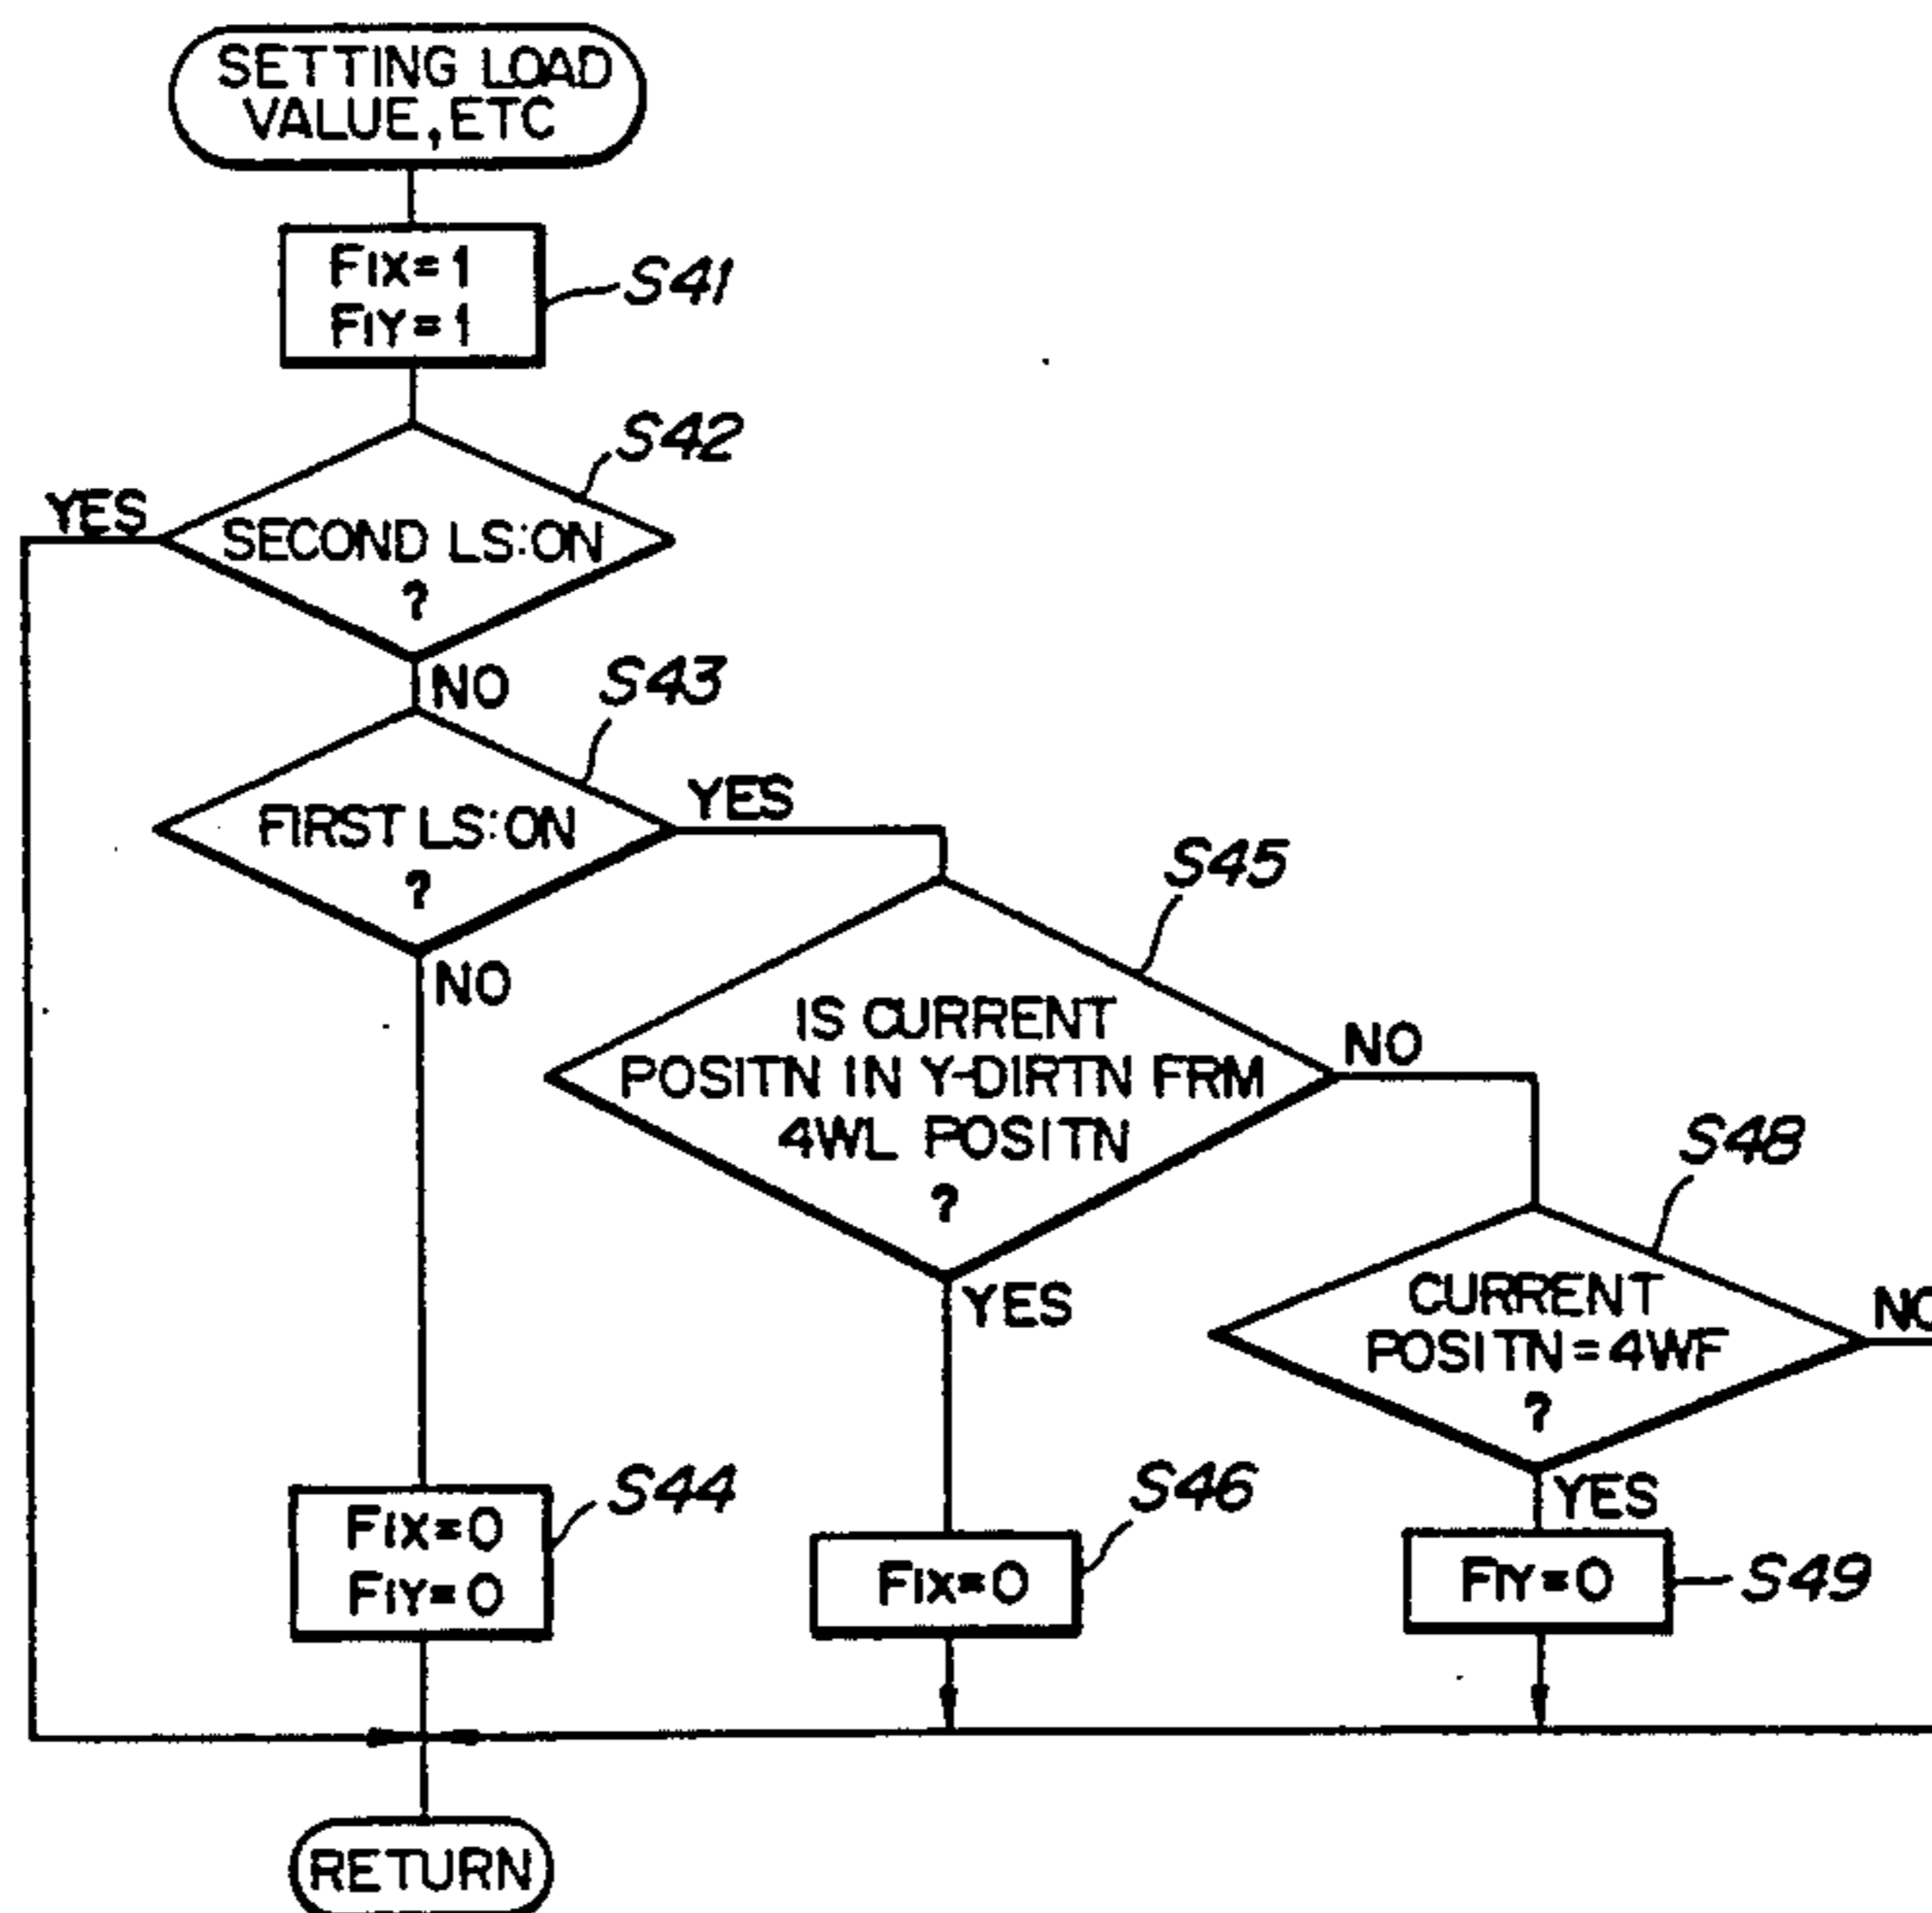 SETTING LOAD
VALUE, ETC
FIX=1
FIY=1
S41
S42
YES
SECOND LS:ON
?
NO
S43
FIRST LS:ON
?
YES
NO
S45
IS CURRENT
POSITN IN Y-DIRTN FRM
4WL POSITN
?
NO
YES
S48
CURRENT
POSITN=4WF
?
NO
YES
S44
FIX=0
FIY=0
S46
FIX=0
S49
FIY=0
RETURN